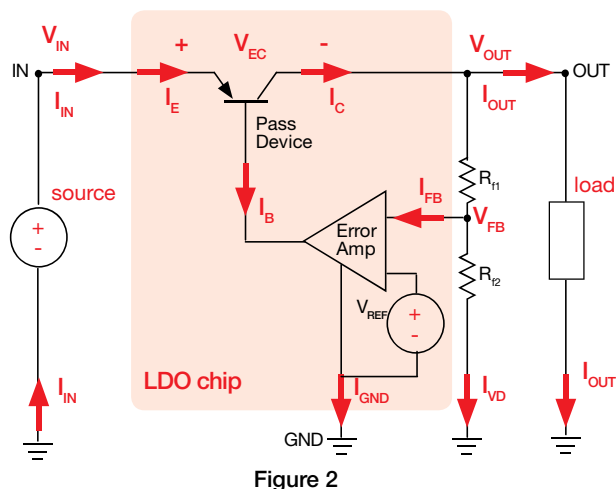 V_IN
+ V_EC -
V_OUT
IN
OUT
I_IN
I_E
I_C
I_OUT
Pass
Device
source
+
-
I_B
I_FB
R_f1
V_FB
load
Error
Amp
R_f2
V_REF
+
-
LDO chip
I_IN
I_GND
I_VD
I_OUT
GND
Figure 2